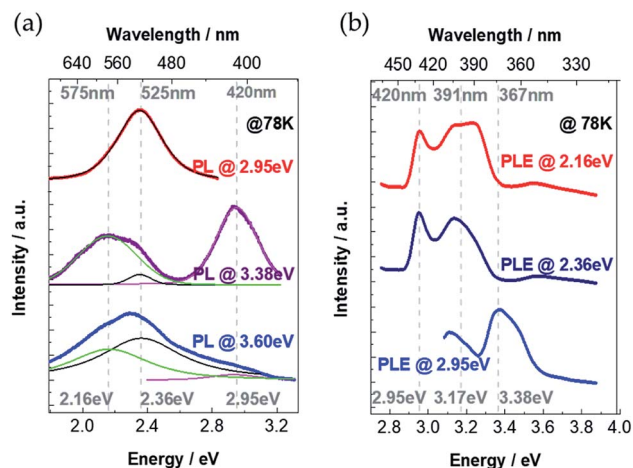 (a)
Wavelength / nm
640 560 480 400
575nm 525nm 420nm
@78K
PL @ 2.95eV
PL @ 3.38eV
PL @ 3.60eV
2.16eV 2.36eV 2.95eV
2.0 2.4 2.8 3.2
Energy / eV
Intensity / a.u.
(b)
Wavelength / nm
450 420 390 360 330
420nm 391nm 367nm
@ 78K
PLE @ 2.16eV
PLE @ 2.36eV
PLE @ 2.95eV
2.95eV 3.17eV 3.38eV
2.8 3.0 3.2 3.4 3.6 3.8 4.0
Energy / eV
Intensity / a.u.